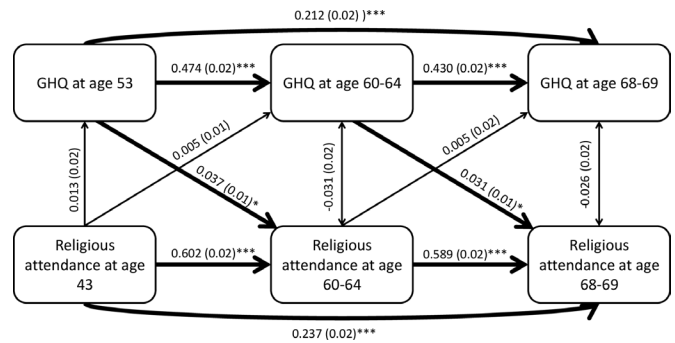 0.212 (0.02) )***
GHQ at age 53
0.474 (0.02)***
GHQ at age 60-64
0.430 (0.02)***
GHQ at age 68-69
0.013 (0.02)
0.005 (0.01)
0.037 (0.01)*
-0.031 (0.02)
0.005 (0.02)
0.031 (0.01)*
-0.026 (0.02)
Religious
attendance at age
43
0.602 (0.02)***
Religious
attendance at age
60-64
0.589 (0.02)***
Religious
attendance at age
68-69
0.237 (0.02)***